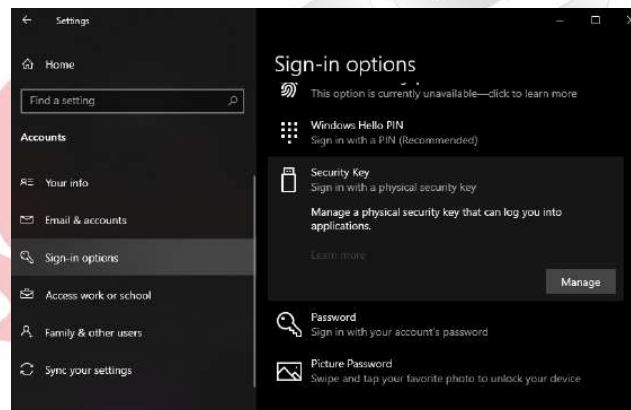 Settings
Home
Find a setting
Accounts
Your info
Email & accounts
Sign-in options
Access work or school
Family & other users
Sync your settings
Sign-in options
This option is currently unavailable—click to learn more
Windows Hello PIN
Sign in with a PIN (Recommended)
Security Key
Sign in with a physical security key
Manage a physical security key that can log you into
applications.
Learn more
Manage
Password
Sign in with your account's password
Picture Password
Swipe and tap your favorite photo to unlock your device